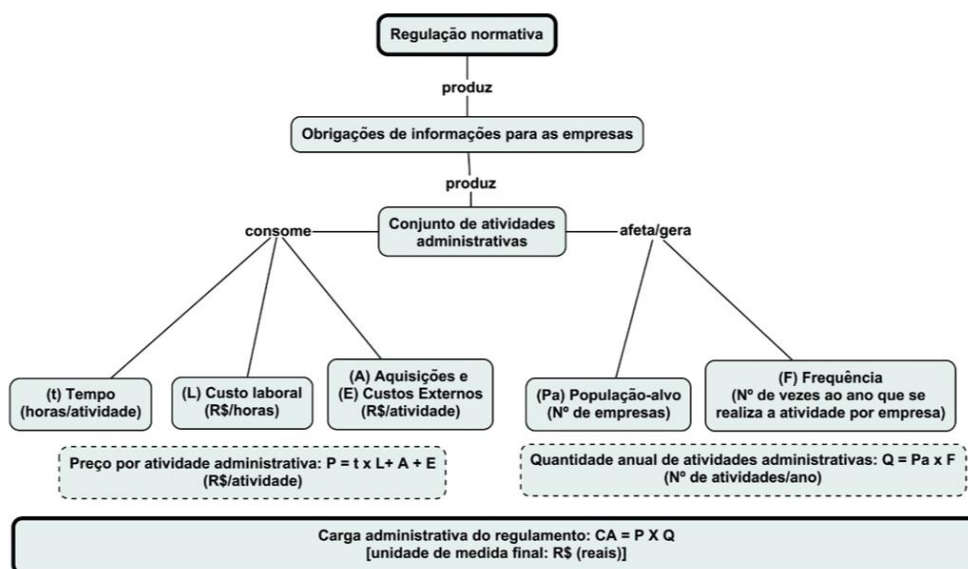 Regulação normativa
produz
Obrigações de informações para as empresas
produz
Conjunto de atividades
administrativas
consome
afeta/gera
(t) Tempo
(horas/atividade)
(L) Custo laboral
(R$/horas)
(A) Aquisições e
(E) Custos Externos
(R$/atividade)
(Pa) População-alvo
(Nº de empresas)
(F) Frequência
(Nº de vezes ao ano que se
realiza a atividade por empresa)
Preço por atividade administrativa: P = t x L+ A + E
(R$/atividade)
Quantidade anual de atividades administrativas: Q = Pa x F
(Nº de atividades/ano)
Carga administrativa do regulamento: CA = P X Q
[unidade de medida final: R$ (reais)]